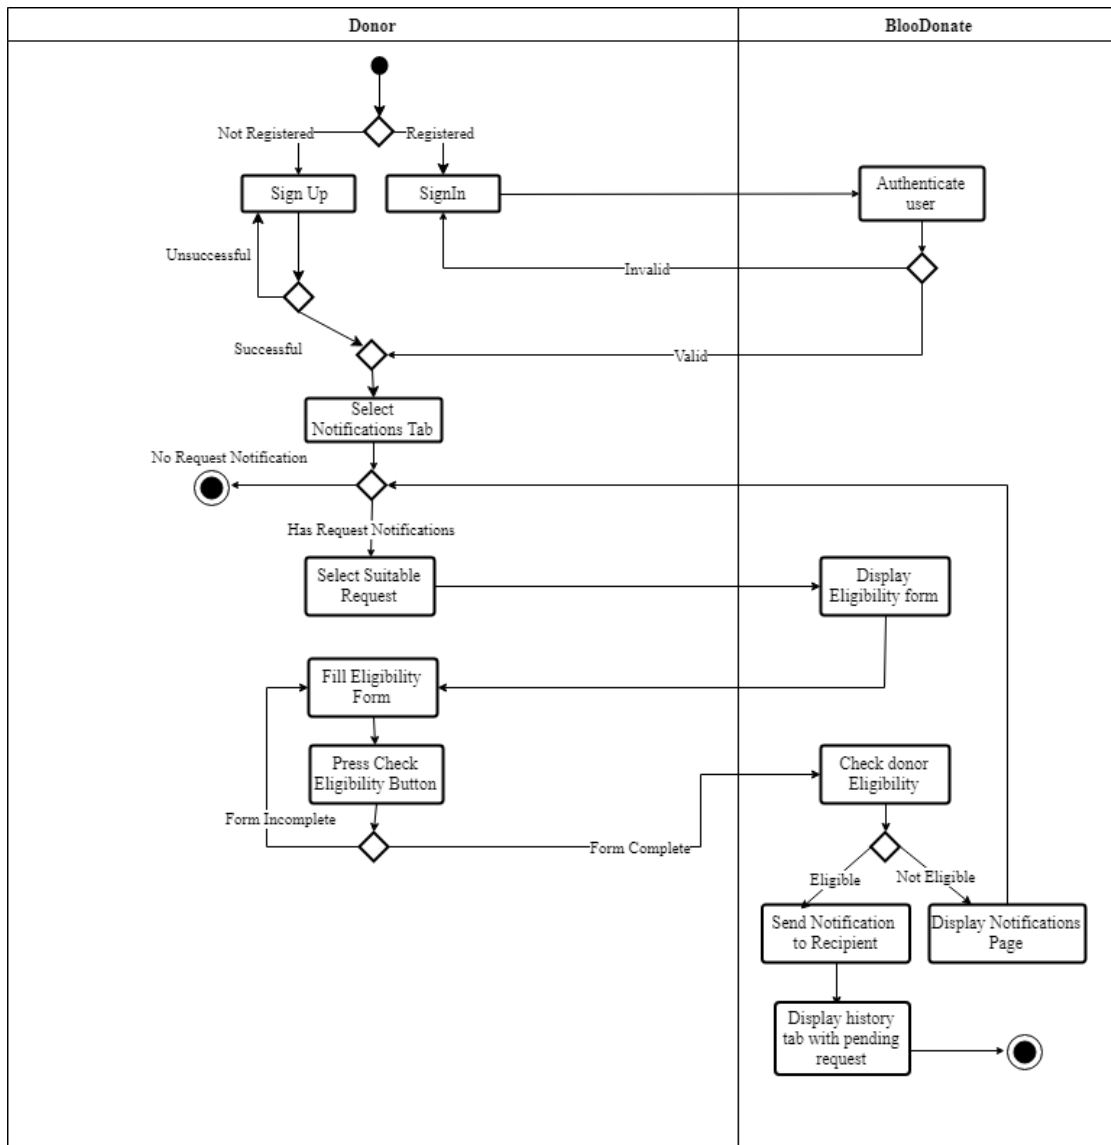 Donor
BlooDonate
Not Registered
Registered
Sign Up
SignIn
Authenticate
user
Unsuccessful
Invalid
Successful
Valid
Select
Notifications Tab
No Request Notification
Has Request Notifications
Select Suitable
Request
Display
Eligibility form
Fill Eligibility
Form
Press Check
Eligibility Button
Check donor
Eligibility
Form Incomplete
Form Complete
Eligible
Not Eligible
Send Notification
to Recipient
Display Notifications
Page
Display history
tab with pending
request